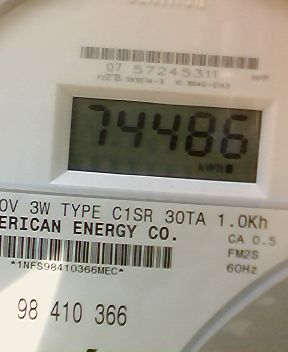 07 57245311
74486
kWh
0V 3W TYPE C1SR 30TA 1.0Kh
ERICAN ENERGY CO.
CA 0.5
FM2S
*1NFS98410366MEC*
60Hz
98 410 366